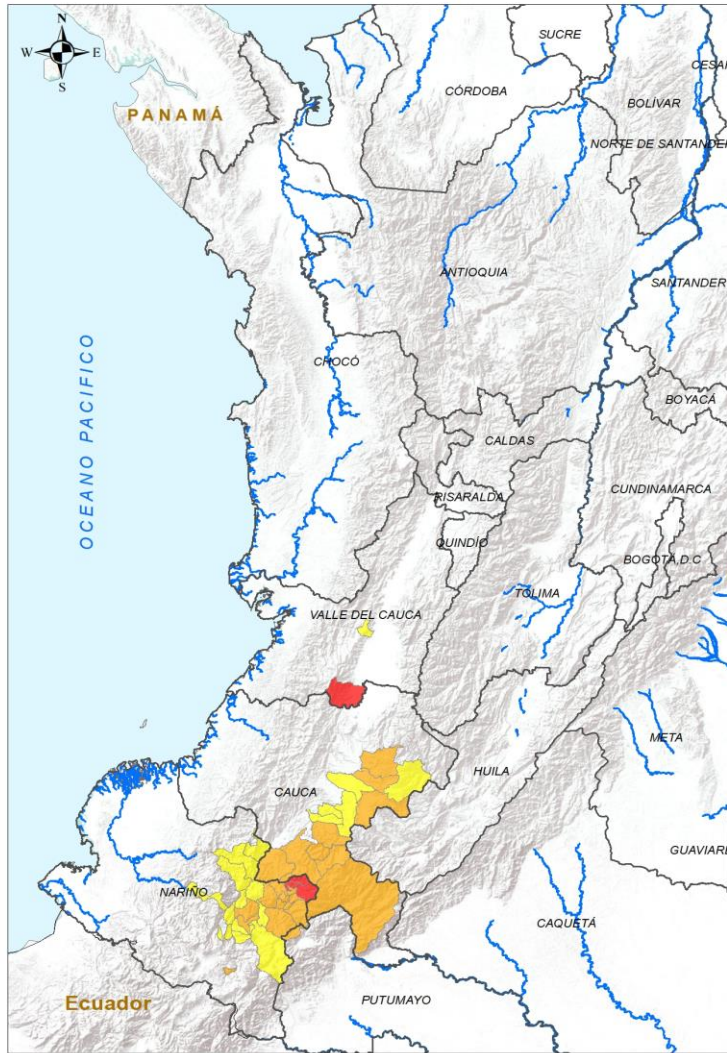 N
W E
S
SUCRE
CESAR
CÓRDOBA
BOLÍVAR
PANAMÁ
NORTE DE SANTANDER
ANTIOQUIA
SANTANDER
OCEANO PACIFICO
CHOCÓ
BOYACÁ
CALDAS
CUNDINAMARCA
RISARALDA
QUINDÍO
BOGOTÁ, D.C
TOLIMA
VALLE DEL CAUCA
META
HUILA
CAUCA
GUAVIARE
NARIÑO
CAQUETÁ
Ecuador
PUTUMAYO